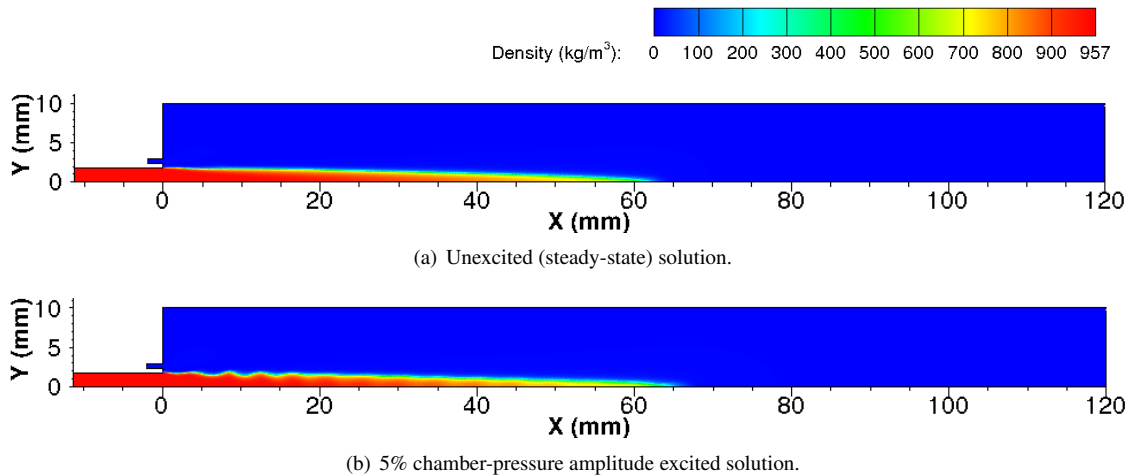 Density (kg/m³): 0 100 200 300 400 500 600 700 800 900 957
Y (mm)
10
5
0
0 20 40 60 80 100 120
X (mm)
(a) Unexcited (steady-state) solution.
Y (mm)
10
5
0
0 20 40 60 80 100 120
X (mm)
(b) 5% chamber-pressure amplitude excited solution.